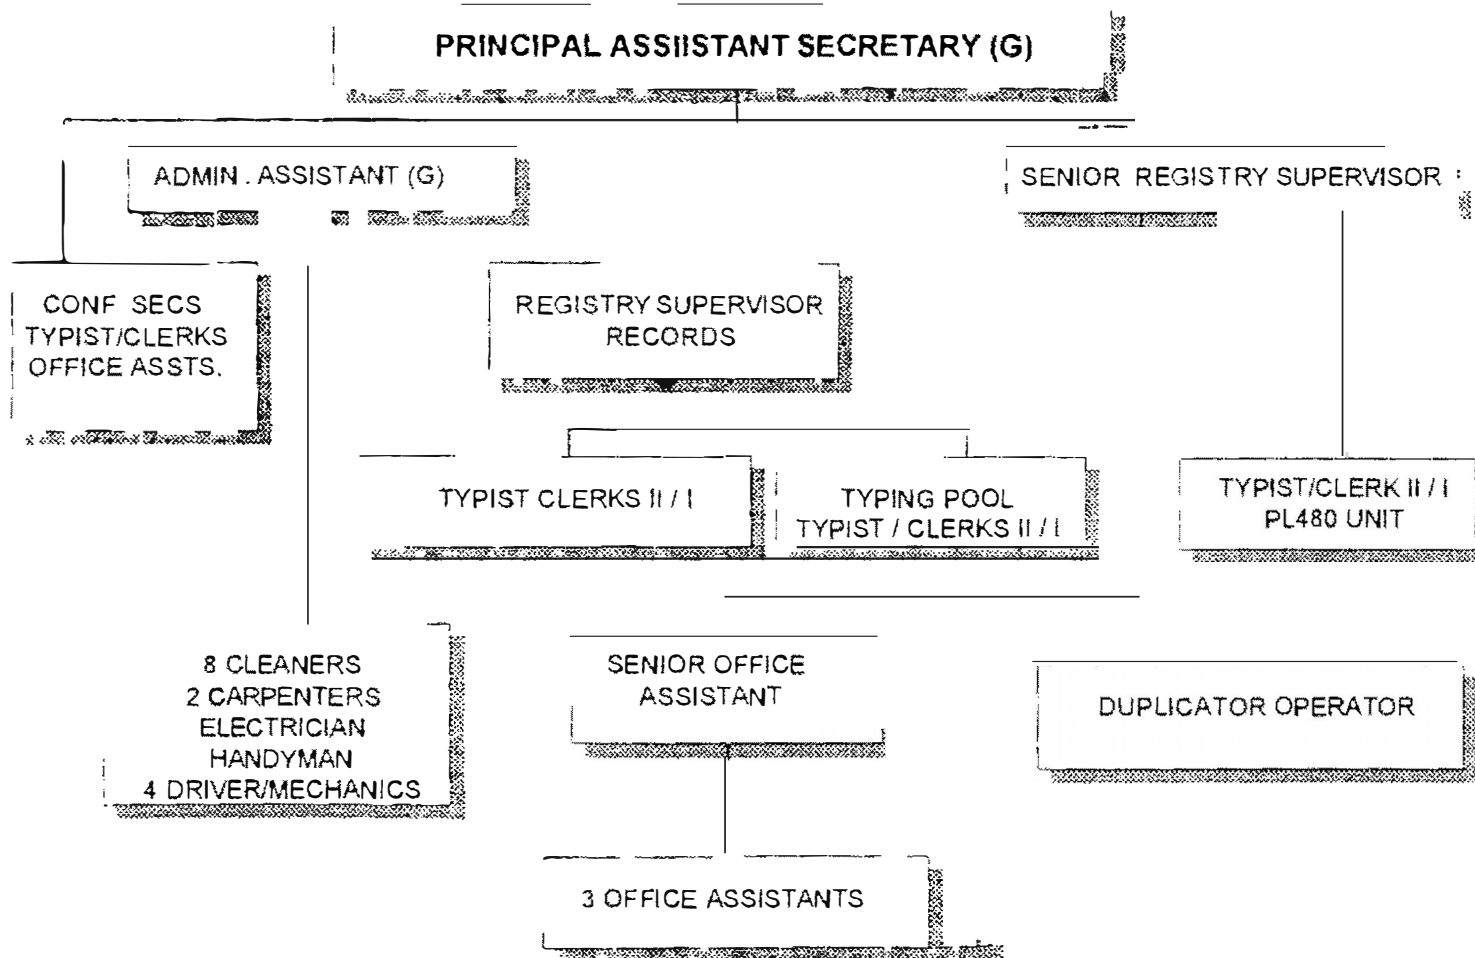 PRINCIPAL ASSIISTANT SECRETARY (G)
ADMIN. ASSISTANT (G)
SENIOR REGISTRY SUPERVISOR
CONF SECS
TYPIST/CLERKS
OFFICE ASSTS.
REGISTRY SUPERVISOR
RECORDS
TYPIST CLERKS II / I
TYPING POOL
TYPIST / CLERKS II / I
TYPIST/CLERK II / I
PL480 UNIT
8 CLEANERS
2 CARPENTERS
ELECTRICIAN
HANDYMAN
4 DRIVER/MECHANICS
SENIOR OFFICE
ASSISTANT
DUPLICATOR OPERATOR
3 OFFICE ASSISTANTS